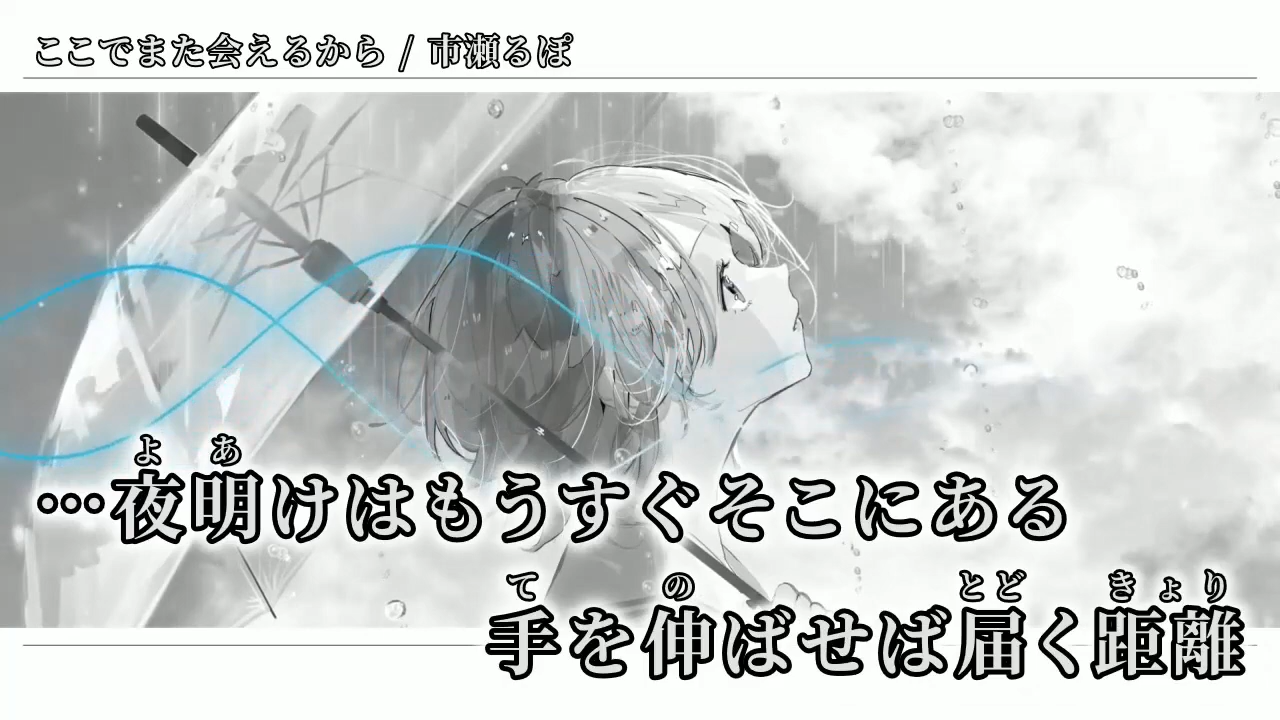 ここでまた会えるから / 市瀬るぽ
よ あ
…夜明けはもうすぐそこにある
て の とど きょり
手を伸ばせば届く距離